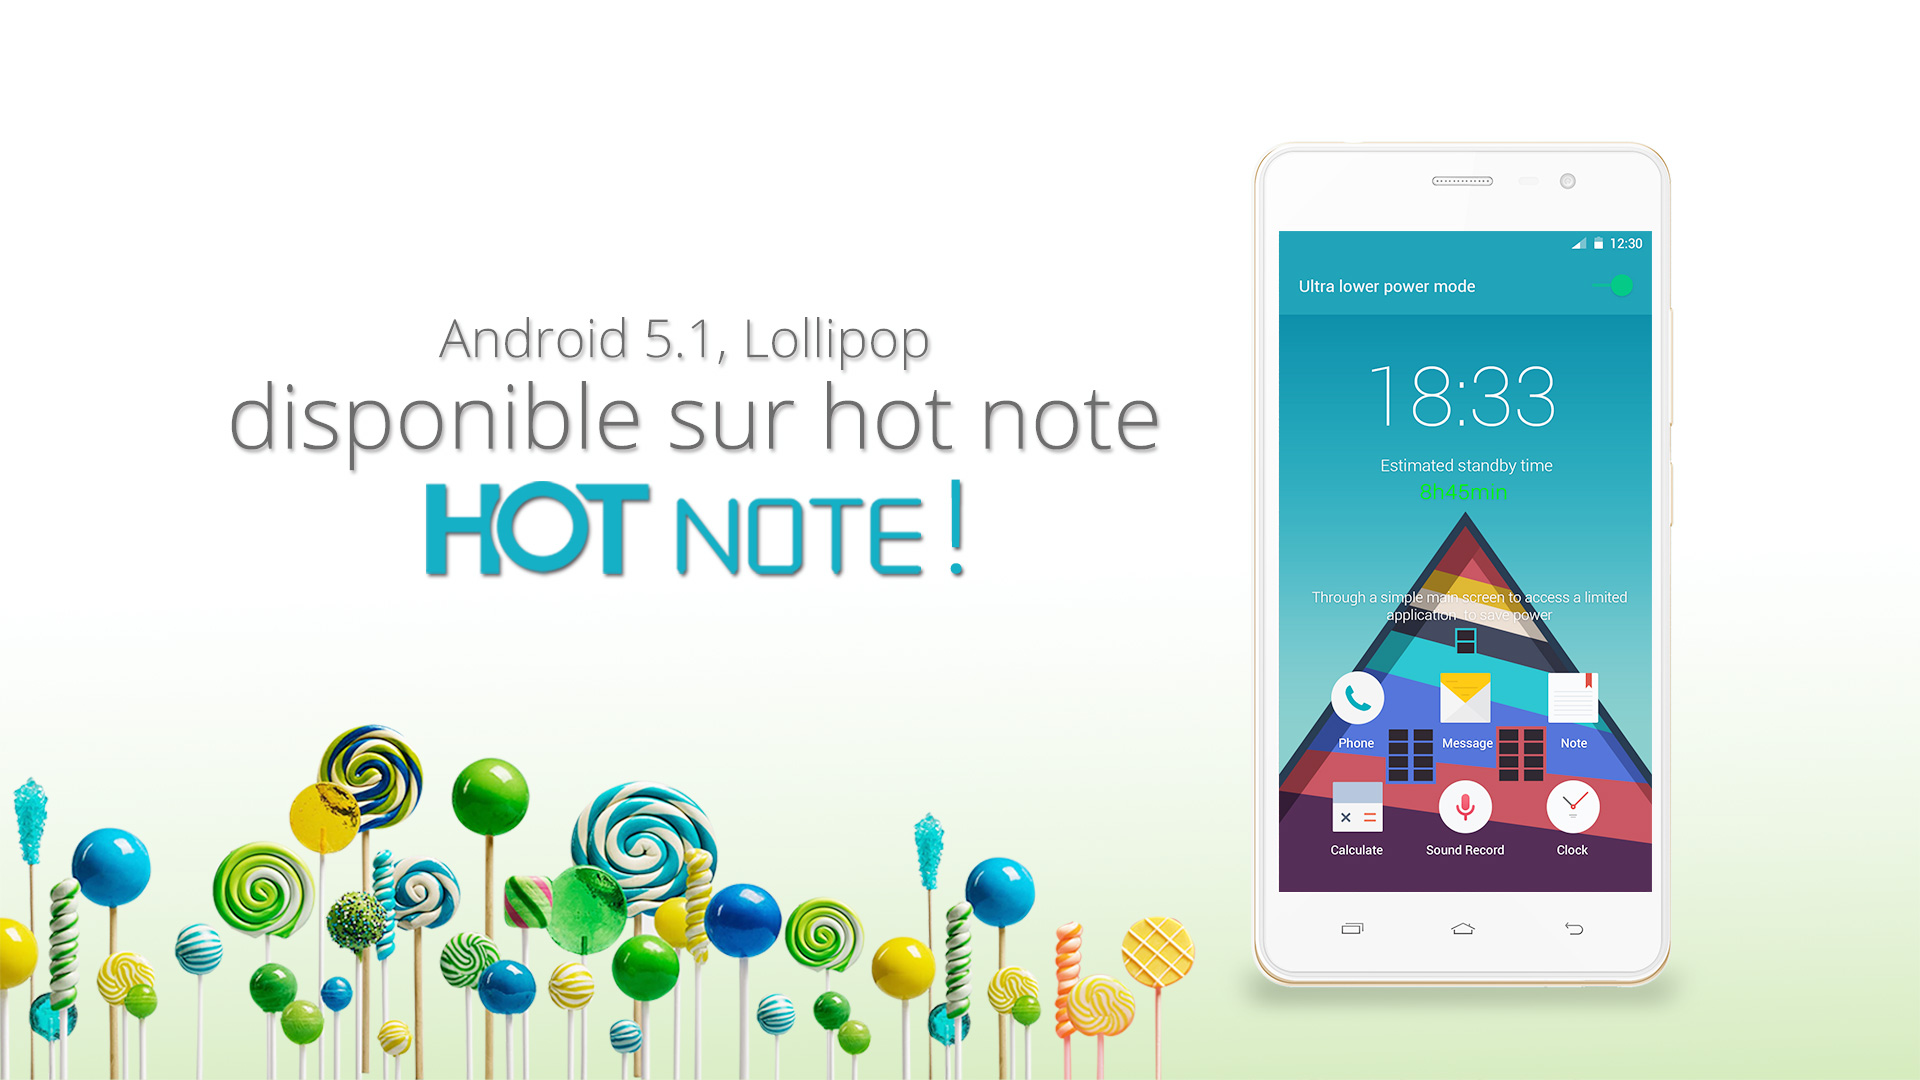 Android 5.1, Lollipop
disponible sur hot note
HOT NOTE!
12:30
Ultra lower power mode
18:33
Estimated standby time
8h45min
Through a simple main screen to access a limited
application to save power
Phone
Message
Note
Calculate
Sound Record
Clock